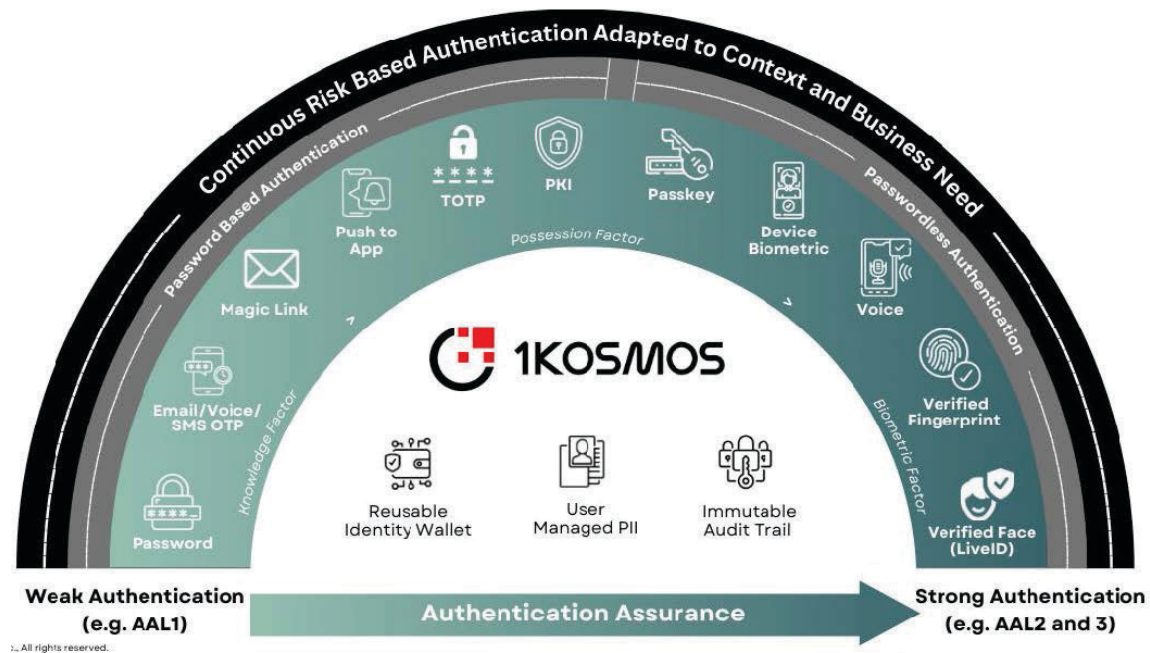 Continuous Risk Based Authentication Adapted to Context and Business Need
Password Based Authentication
Passwordless Authentication
Password
Email/Voice/
SMS OTP
Magic Link
Push to
App
* * * *
TOTP
PKI
Passkey
Device
Biometric
Voice
Verified
Fingerprint
Verified Face
(LiveID)
Knowledge Factor
>
Possession Factor
>
Biometric Factor
1KOSMOS
Reusable
Identity Wallet
User
Managed PII
Immutable
Audit Trail
Weak Authentication
(e.g. AAL1)
Authentication Assurance
Strong Authentication
(e.g. AAL2 and 3)
., All rights reserved.